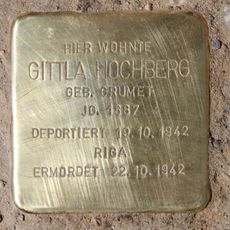 HIER WOHNTE
GITTLA HOCHBERG
GEB. GRUMET
JG. 1887
DEPORTIERT 19.10.1942
RIGA
ERMORDET 22.10.1942